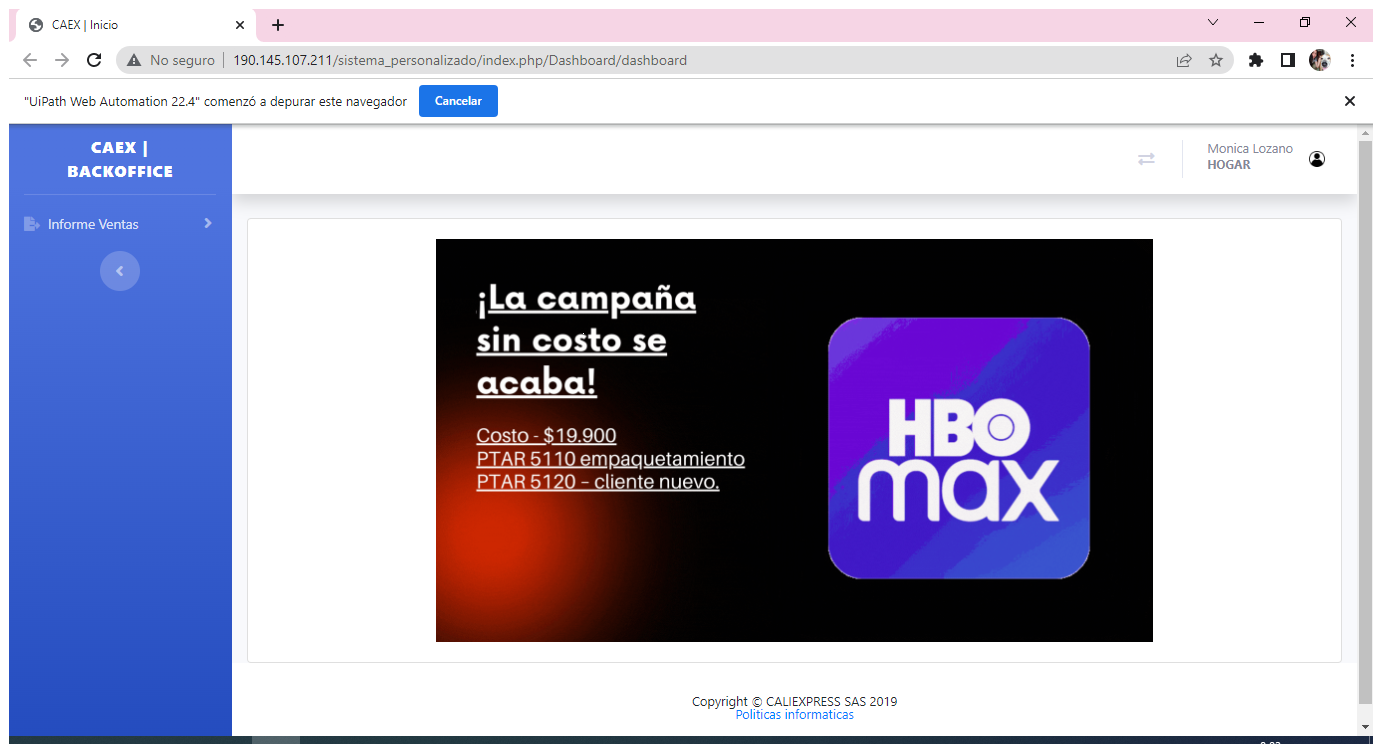 CAEX | Inicio
No seguro
190.145.107.211/sistema_personalizado/index.php/Dashboard/dashboard
"UiPath Web Automation 22.4" comenzó a depurar este navegador
Cancelar
CAEX |
BACKOFFICE
Monica Lozano
HOGAR
Informe Ventas
¡La campaña
sin costo se
acaba!
Costo - $19.900
PTAR 5110 empaquetamiento
PTAR 5120 – cliente nuevo.
HBO
max
Copyright © CALIEXPRESS SAS 2019
Politicas informaticas